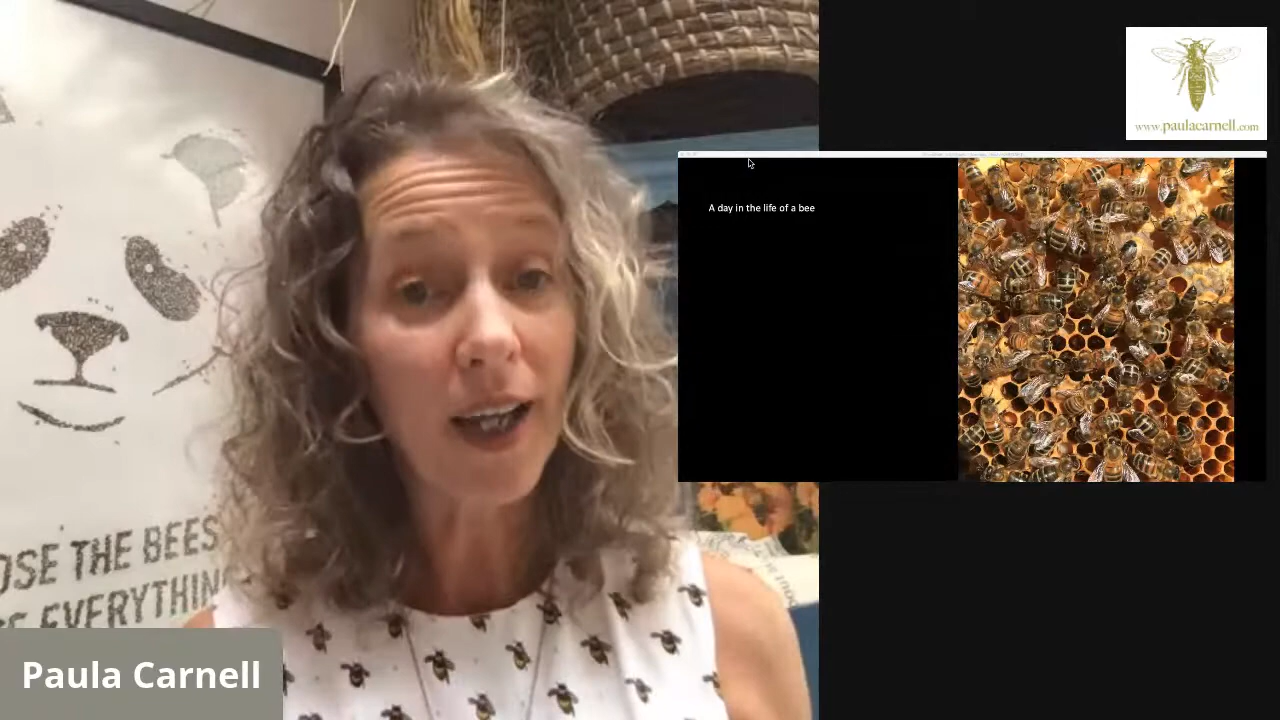 OSE THE BEES
EVERYTHIN
Paula Carnell
A day in the life of a bee
www.paulacarnell.com